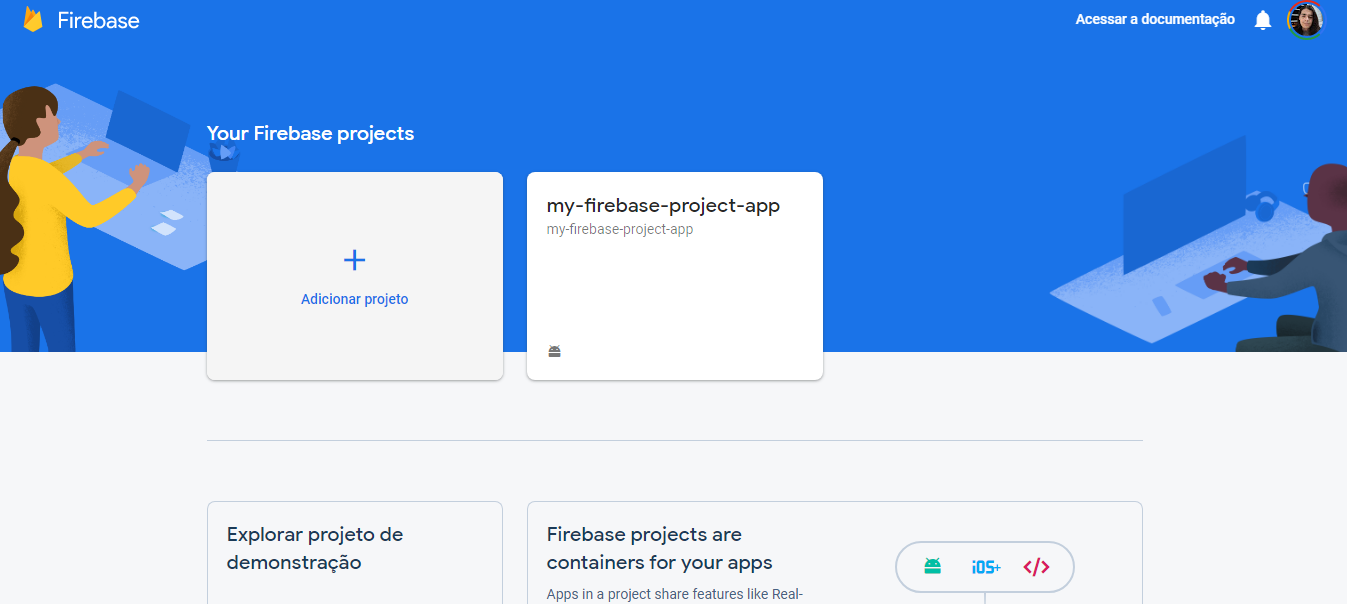 Firebase
Acessar a documentação
Your Firebase projects
Adicionar projeto
my-firebase-project-app
my-firebase-project-app
Explorar projeto de
demonstração
Firebase projects are
containers for your apps
Apps in a project share features like Real-
iOS+